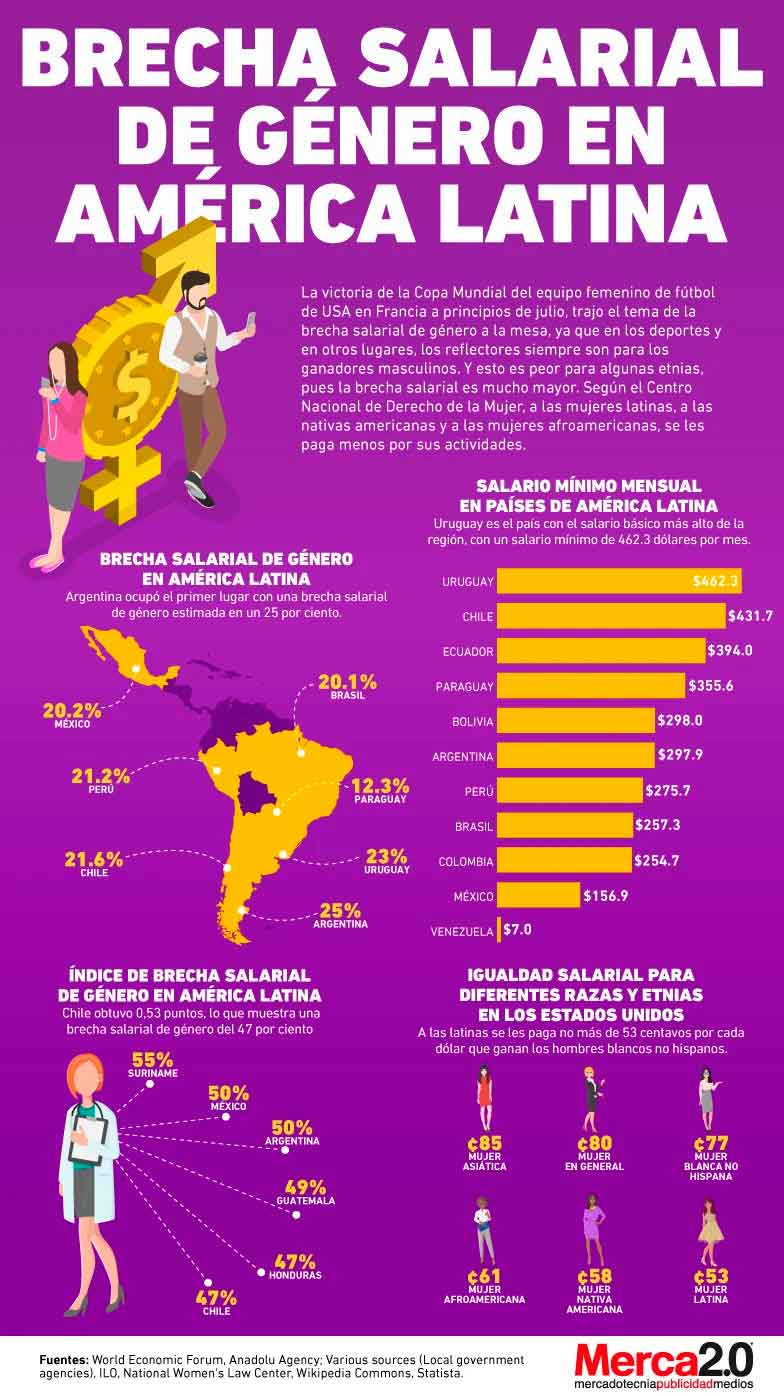 BRECHA SALARIAL
DE GÉNERO EN
AMÉRICA LATINA
La victoria de la Copa Mundial del equipo femenino de fútbol
de USA en Francia a principios de julio, trajo el tema de la
brecha salarial de género a la mesa, ya que en los deportes y
en otros lugares, los reflectores siempre son para los
ganadores masculinos. Y esto es peor para algunas etnias,
pues la brecha salarial es mucho mayor. Según el Centro
Nacional de Derecho de la Mujer, a las mujeres latinas, a las
nativas americanas y a las mujeres afroamericanas, se les
paga menos por sus actividades.
$
BRECHA SALARIAL DE GÉNERO
EN AMÉRICA LATINA
Argentina ocupó el primer lugar con una brecha salarial
de género estimada en un 25 por ciento.
20.1%
BRASIL
20.2%
MÉXICO
21.2%
PERÚ
12.3%
PARAGUAY
21.6%
CHILE
23%
URUGUAY
25%
ARGENTINA
SALARIO MÍNIMO MENSUAL
EN PAÍSES DE AMÉRICA LATINA
Uruguay es el país con el salario básico más alto de la
región, con un salario mínimo de 462.3 dólares por mes.
URUGUAY $462.3
CHILE $431.7
ECUADOR $394.0
PARAGUAY $355.6
BOLIVIA $298.0
ARGENTINA $297.9
PERÚ $275.7
BRASIL $257.3
COLOMBIA $254.7
MÉXICO $156.9
VENEZUELA $7.0
ÍNDICE DE BRECHA SALARIAL
DE GÉNERO EN AMÉRICA LATINA
Chile obtuvo 0,53 puntos, lo que muestra una
brecha salarial de género del 47 por ciento
55%
SURINAME
50%
MÉXICO
50%
ARGENTINA
49%
GUATEMALA
47%
HONDURAS
47%
CHILE
IGUALDAD SALARIAL PARA
DIFERENTES RAZAS Y ETNIAS
EN LOS ESTADOS UNIDOS
A las latinas se les paga no más de 53 centavos por cada
dólar que ganan los hombres blancos no hispanos.
¢85
MUJER
ASIÁTICA
¢80
MUJER
EN GENERAL
¢77
MUJER
BLANCA NO
HISPANA
¢61
MUJER
AFROAMERICANA
¢58
MUJER
NATIVA
AMERICANA
¢53
MUJER
LATINA
Fuentes: World Economic Forum, Anadolu Agency; Various sources (Local government
agencies), ILO, National Women's Law Center, Wikipedia Commons, Statista.
Merca2.0
mercadotecniapublicidadmedios